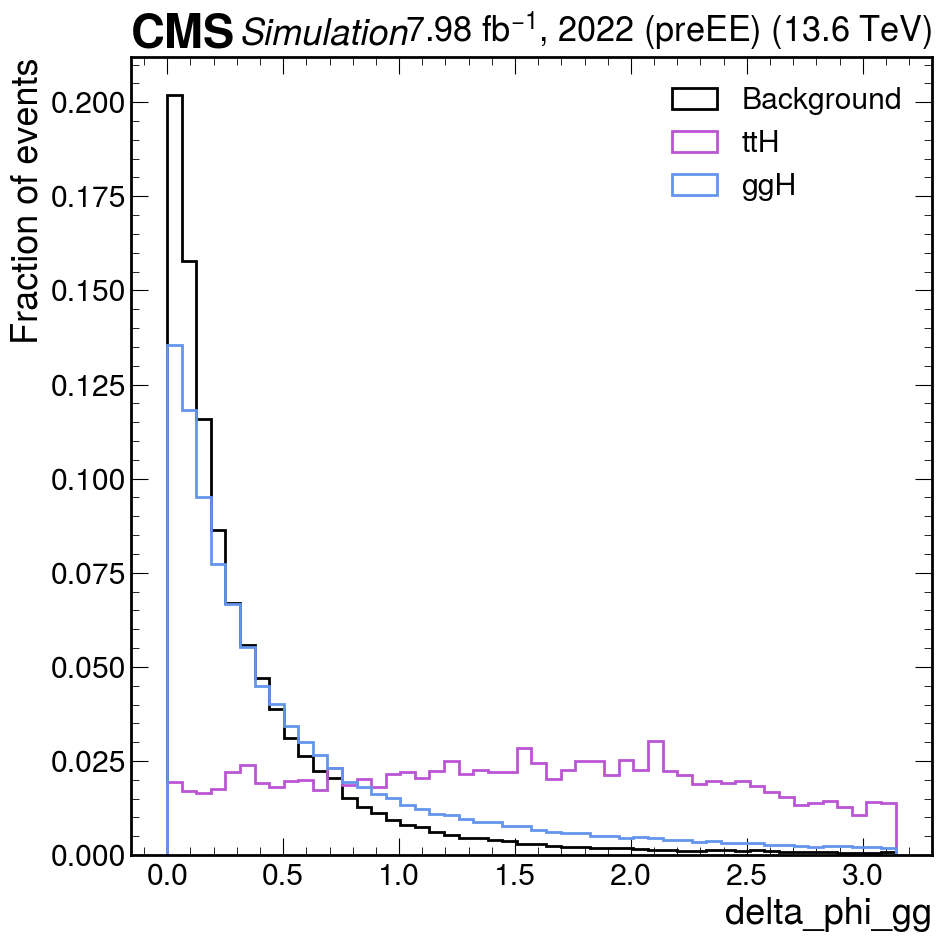 CMS Simulation 7.98 fb⁻¹, 2022 (preEE) (13.6 TeV)
Fraction of events
0.200
0.175
0.150
0.125
0.100
0.075
0.050
0.025
0.000
Background
ttH
ggH
0.0 0.5 1.0 1.5 2.0 2.5 3.0
delta_phi_gg